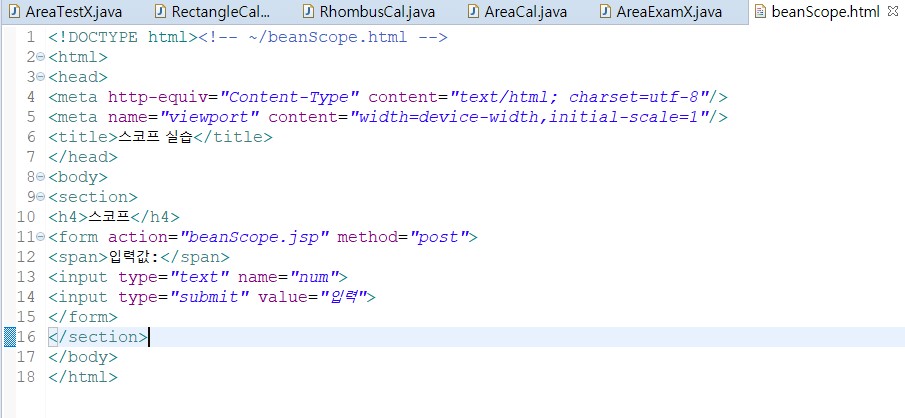 AreaTestX.java RectangleCal... RhombusCal.java AreaCal.java AreaExamX.java beanScope.html
1 <!DOCTYPE html><!-- ~/beanScope.html -->
2 <html>
3 <head>
4 <meta http-equiv="Content-Type" content="text/html; charset=utf-8"/>
5 <meta name="viewport" content="width=device-width,initial-scale=1"/>
6 <title>스코프 실습</title>
7 </head>
8 <body>
9 <section>
10 <h4>스코프</h4>
11 <form action="beanScope.jsp" method="post">
12 <span>입력값:</span>
13 <input type="text" name="num">
14 <input type="submit" value="입력">
15 </form>
16 </section>
17 </body>
18 </html>